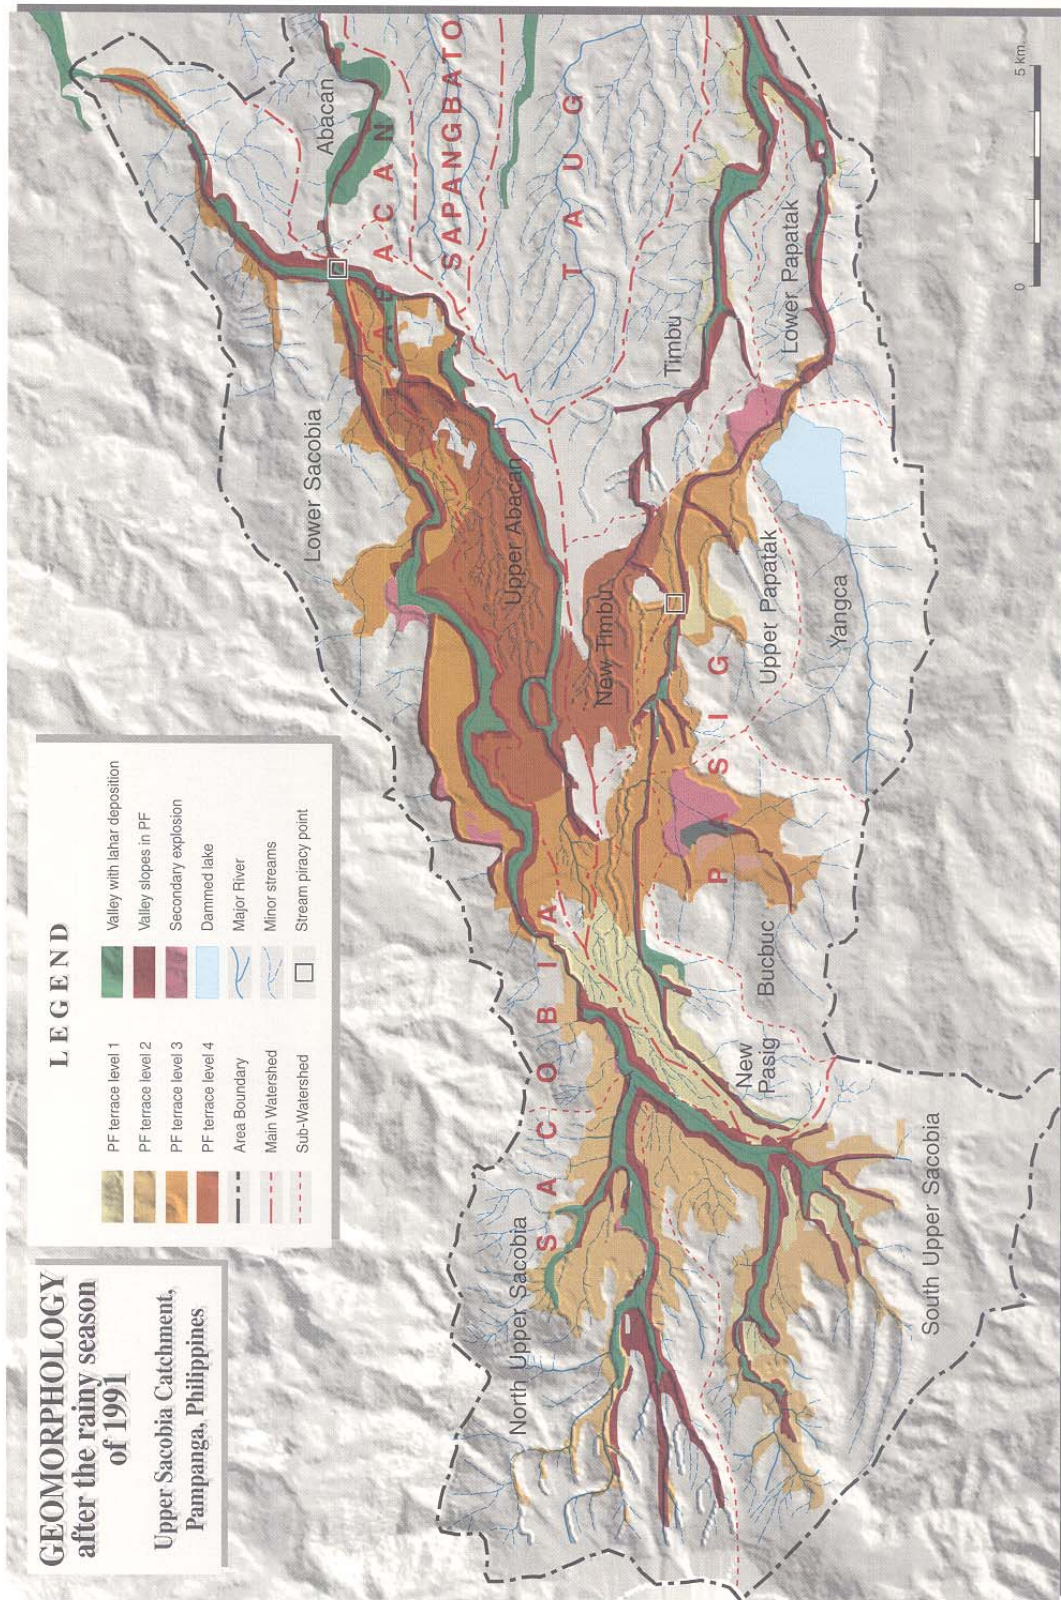 GEOMORPHOLOGY
after the rainy season
of 1991
Upper Sacobia Catchment,
Pampanga, Philippines
LEGEND
PF terrace level 1
PF terrace level 2
PF terrace level 3
PF terrace level 4
Area Boundary
Main Watershed
Sub-Watershed
Valley with lahar deposition
Valley slopes in PF
Secondary explosion
Dammed lake
Major River
Minor streams
Stream piracy point
North Upper Sacobia
South Upper Sacobia
SACOBIA
New
Pasig
Bucbuc
PASIG
New Timbu
Upper Abacan
Lower Sacobia
Upper Papatak
Yangca
Timbu
Lower Papatak
Abacan
ABACAN
SAPANGBATO
TAUG
0
5 km.